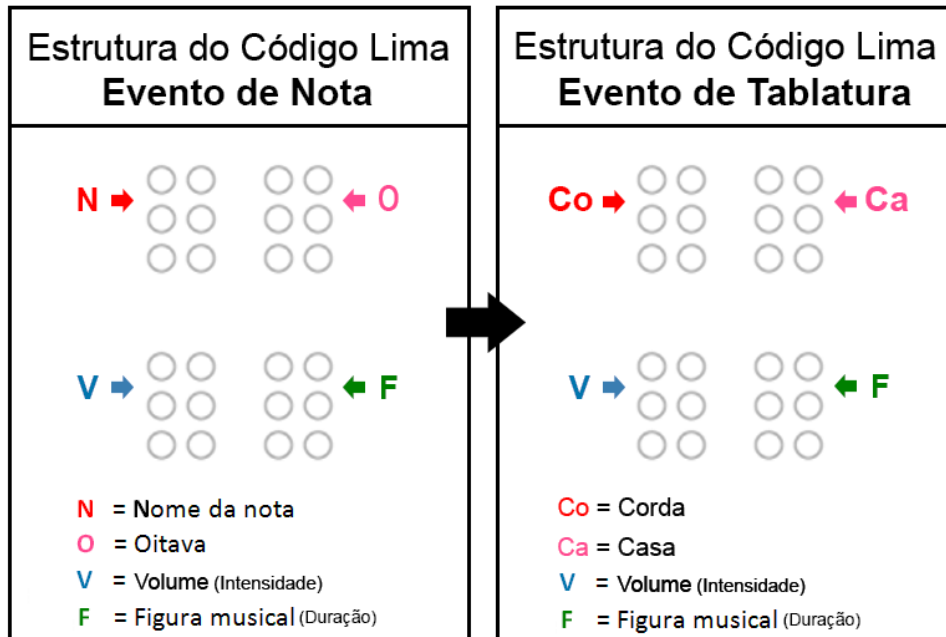 Estrutura do Código Lima
Evento de Nota
N
O
V
F
N = Nome da nota
O = Oitava
V = Volume (Intensidade)
F = Figura musical (Duração)
Estrutura do Código Lima
Evento de Tablatura
Co
Ca
V
F
Co = Corda
Ca = Casa
V = Volume (Intensidade)
F = Figura musical (Duração)